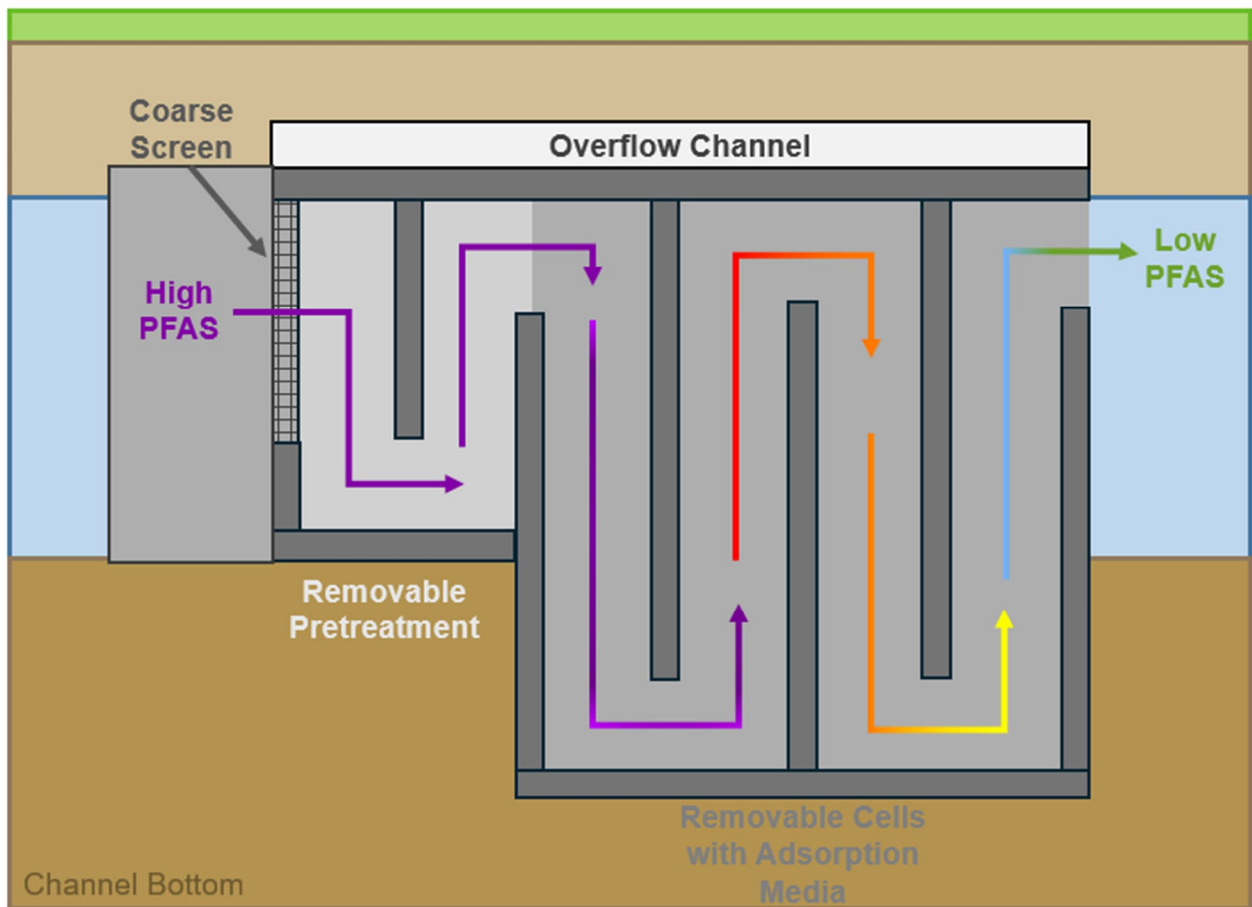 Coarse
Screen
Overflow Channel
High
PFAS
Low
PFAS
Removable
Pretreatment
Removable Cells
with Adsorption
Media
Channel Bottom